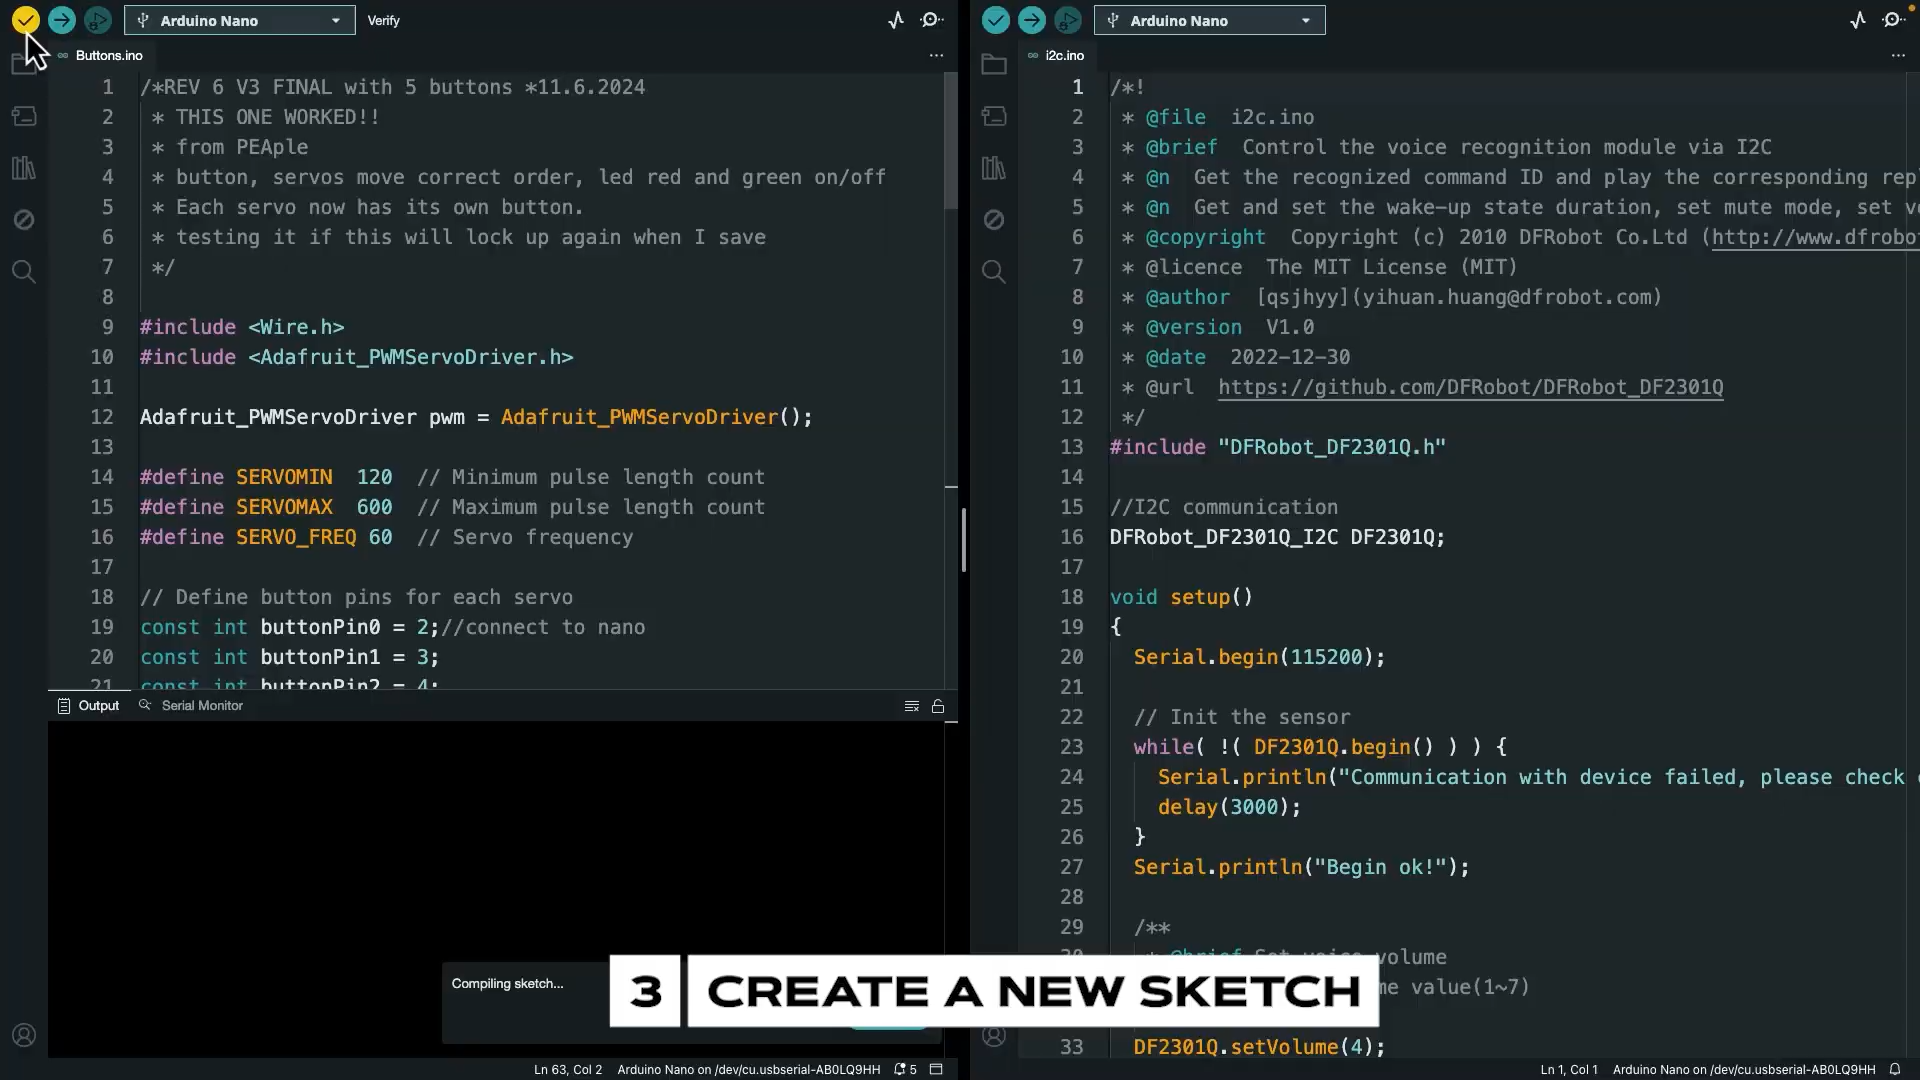 Arduino Nano
Verify
Buttons.ino
1 /*REV 6 V3 FINAL with 5 buttons *11.6.2024
2 * THIS ONE WORKED!!
3 * from PEAple
4 * button, servos move correct order, led red and green on/off
5 * Each servo now has its own button.
6 * testing it if this will lock up again when I save
7 */
8
9 #include <Wire.h>
10 #include <Adafruit_PWMServoDriver.h>
11
12 Adafruit_PWMServoDriver pwm = Adafruit_PWMServoDriver();
13
14 #define SERVOMIN  120  // Minimum pulse length count
15 #define SERVOMAX  600  // Maximum pulse length count
16 #define SERVO_FREQ 60  // Servo frequency
17
18 // Define button pins for each servo
19 const int buttonPin0 = 2;//connect to nano
20 const int buttonPin1 = 3;
21 const int buttonPin2 = 4;
Output
Serial Monitor
Compiling sketch...
Ln 63, Col 2 Arduino Nano on /dev/cu.usbserial-AB0LQ9HH 5
Arduino Nano
i2c.ino
1 /*!
2 * @file  i2c.ino
3 * @brief  Control the voice recognition module via I2C
4 * @n  Get the recognized command ID and play the corresponding
5 * @n  Get and set the wake-up state duration, set mute mode, set
6 * @copyright  Copyright (c) 2010 DFRobot Co.Ltd (http://www.dfrobo
7 * @licence  The MIT License (MIT)
8 * @author  [qsjhyy](yihuan.huang@dfrobot.com)
9 * @version  V1.0
10 * @date  2022-12-30
11 * @url  https://github.com/DFRobot/DFRobot_DF2301Q
12 */
13 #include "DFRobot_DF2301Q.h"
14
15 //I2C communication
16 DFRobot_DF2301Q_I2C DF2301Q;
17
18 void setup()
19 {
20 Serial.begin(115200);
21
22 // Init the sensor
23 while( !( DF2301Q.begin() ) ) {
24 Serial.println("Communication with device failed, please check
25 delay(3000);
26 }
27 Serial.println("Begin ok!");
28
29 /**
@brief Set voice volume
value(1~7)
33 DF2301Q.setVolume(4);
3 CREATE A NEW SKETCH
Ln 1, Col 1 Arduino Nano on /dev/cu.usbserial-AB0LQ9HH